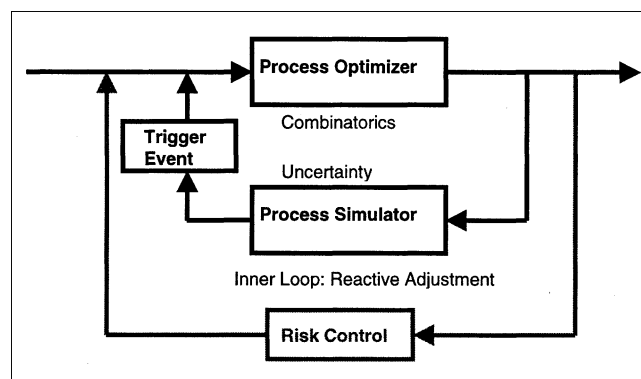 Process Optimizer
Combinatorics
Trigger
Event
Uncertainty
Process Simulator
Inner Loop: Reactive Adjustment
Risk Control